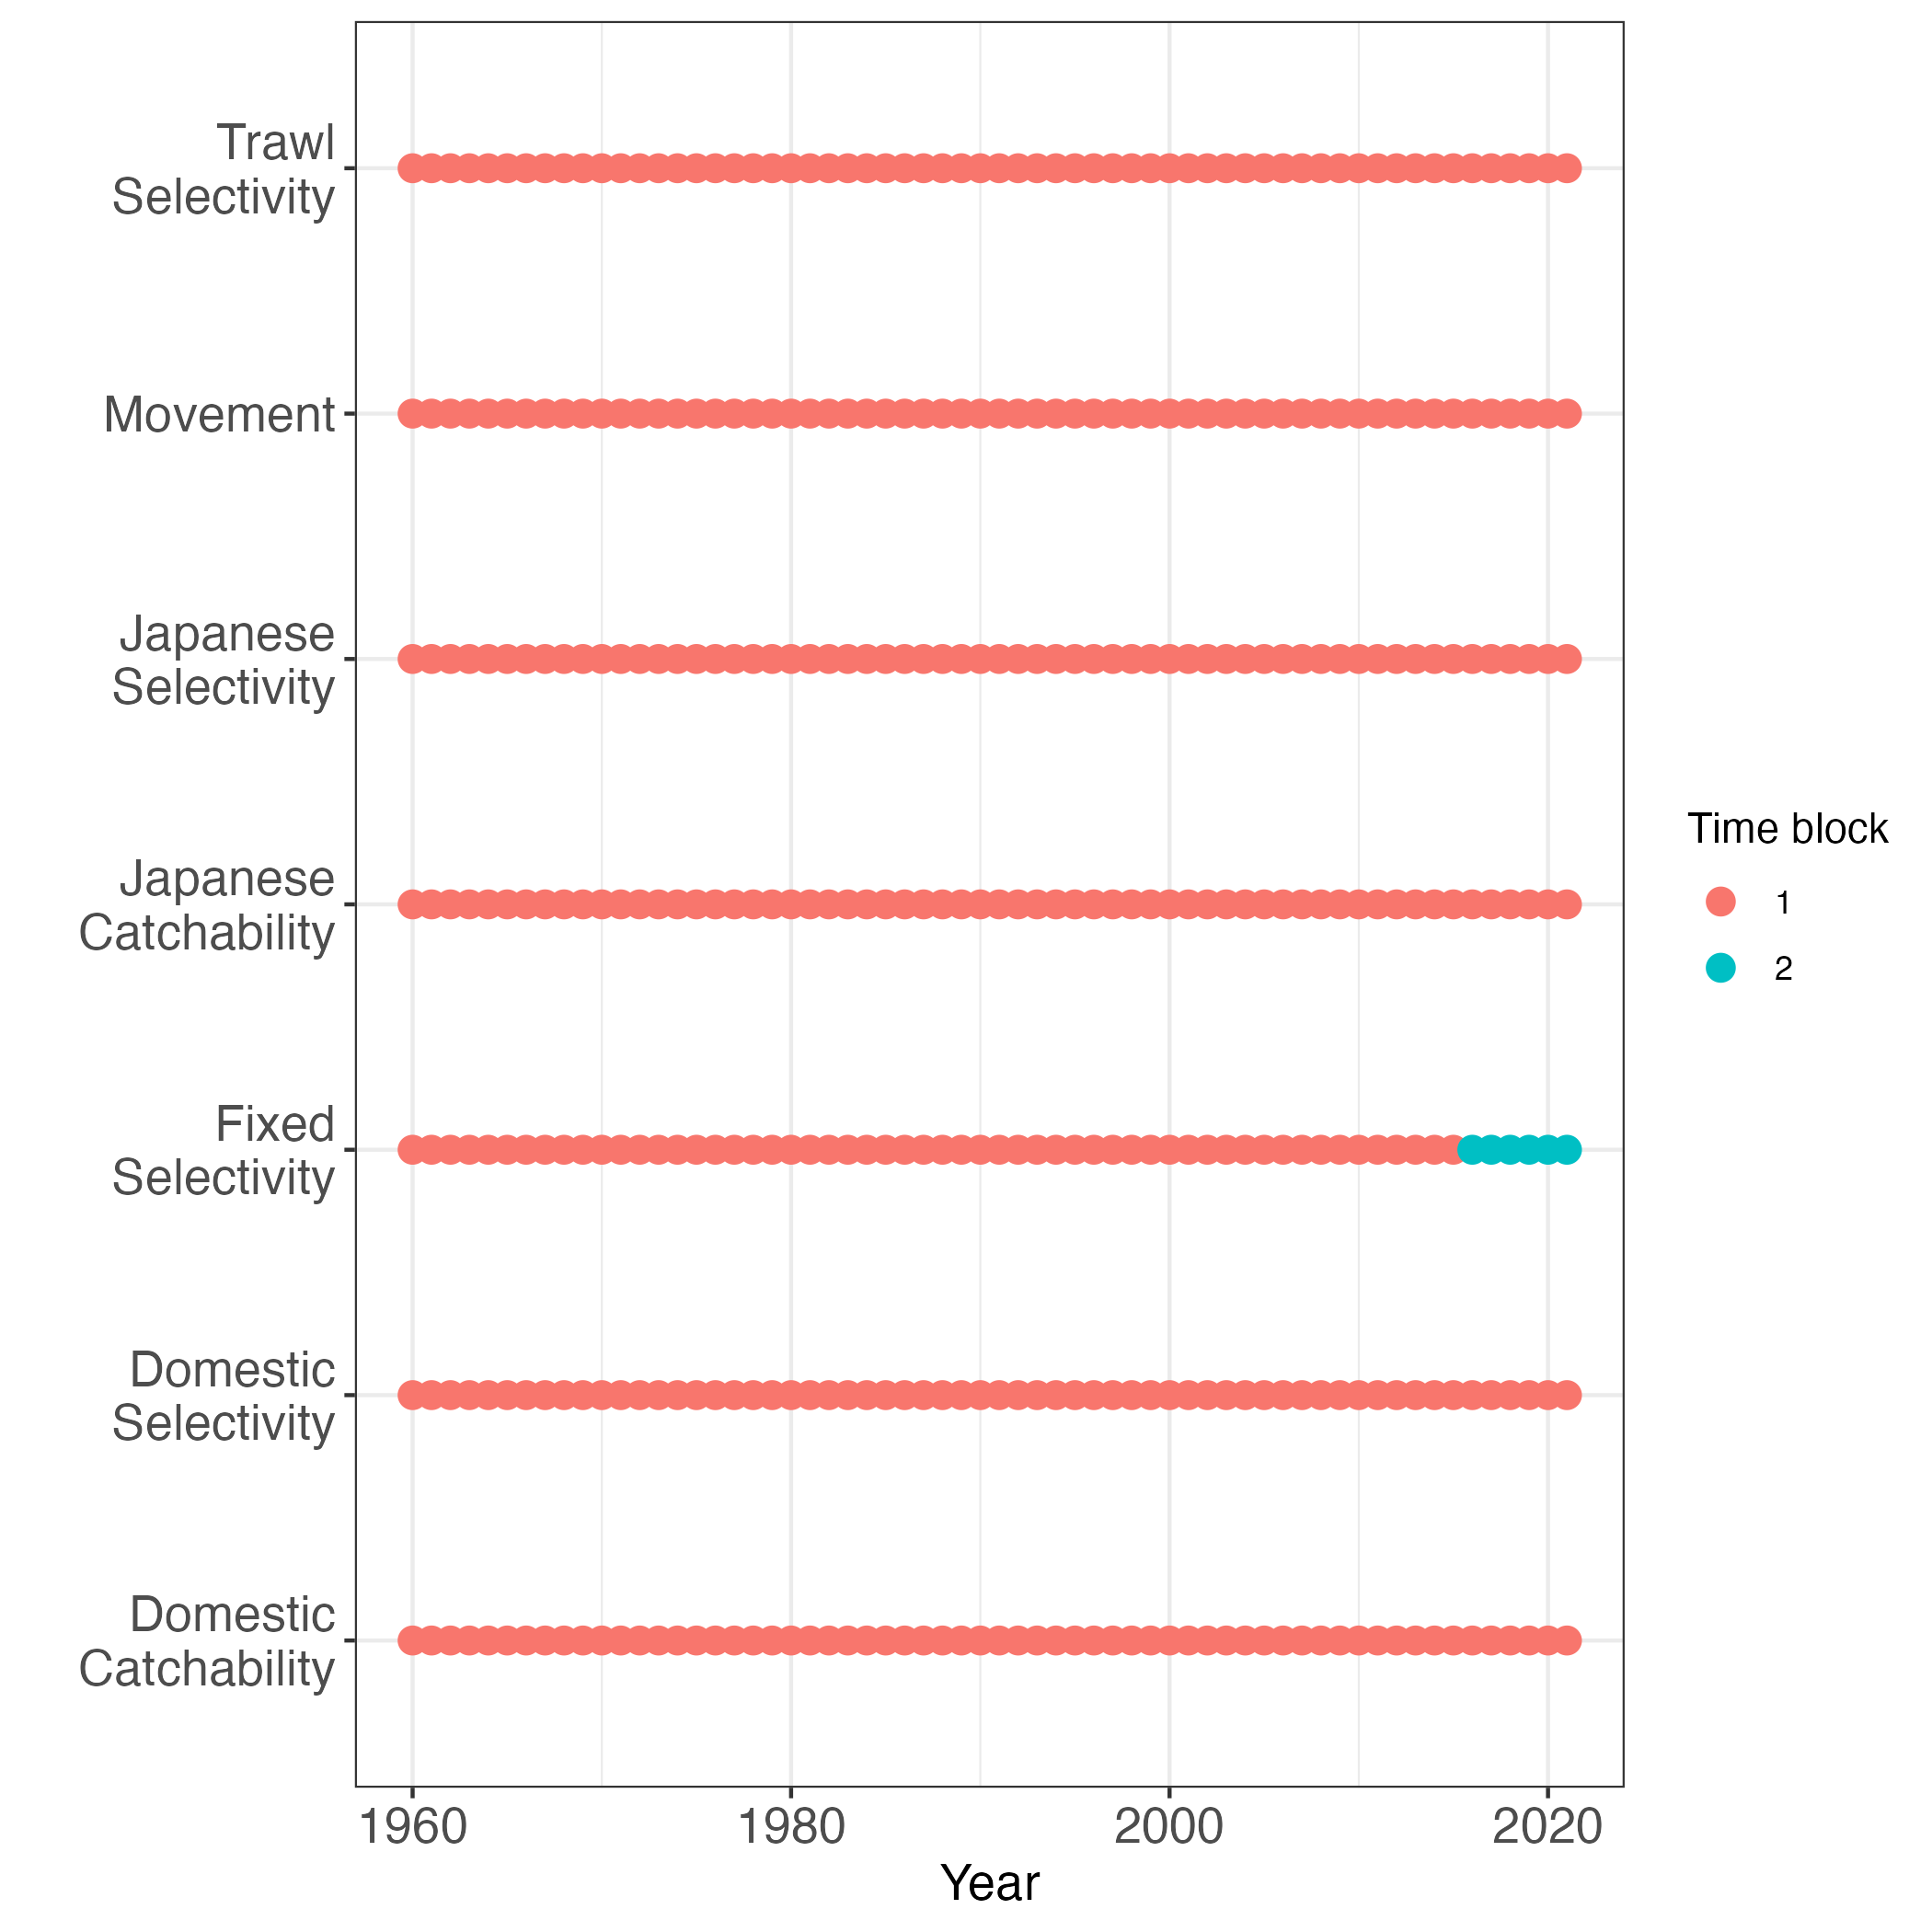 Trawl
Selectivity
Movement
Japanese
Selectivity
Japanese
Catchability
Fixed
Selectivity
Domestic
Selectivity
Domestic
Catchability
1960
1980
2000
2020
Year
Time block
1
2